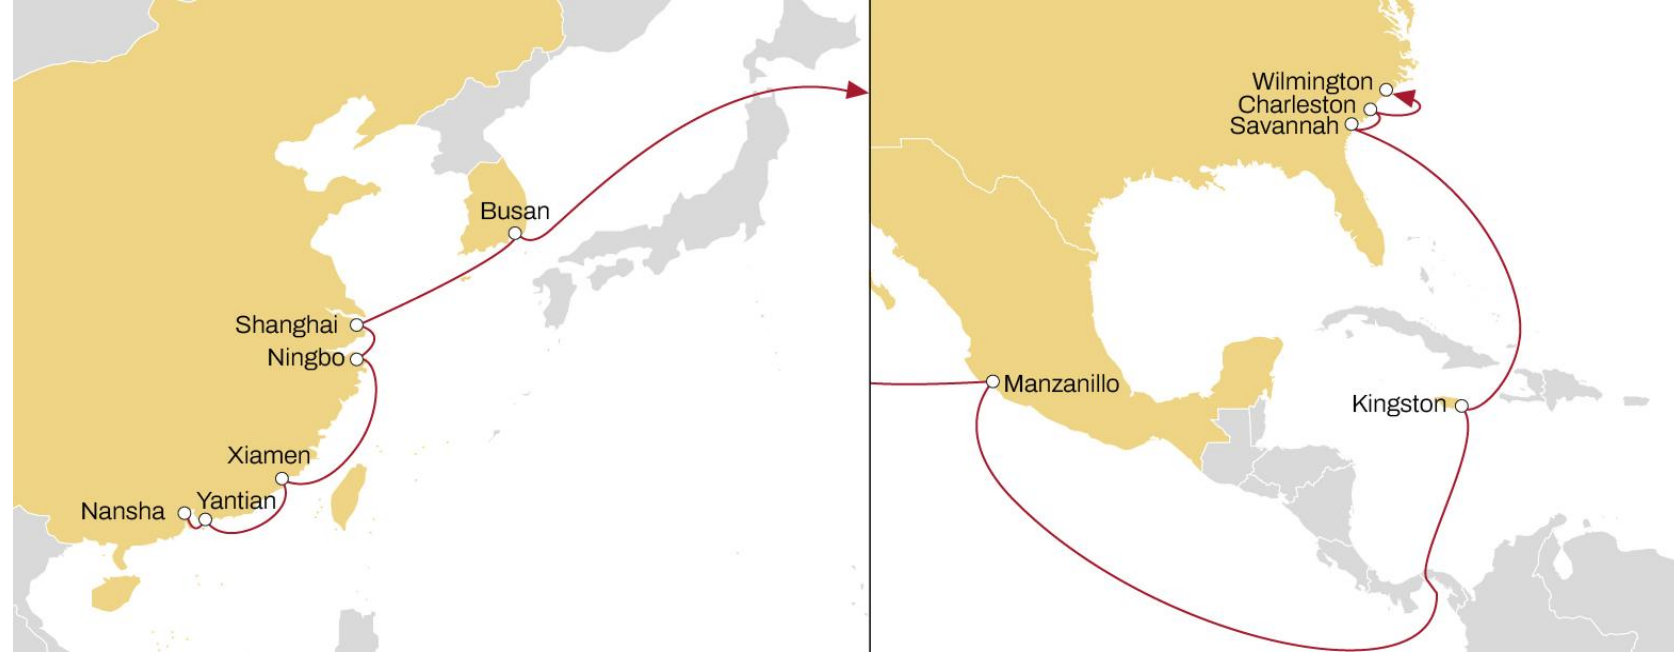 Busan
Shanghai
Ningbo
Xiamen
Yantian
Nansha
Wilmington
Charleston
Savannah
Manzanillo
Kingston